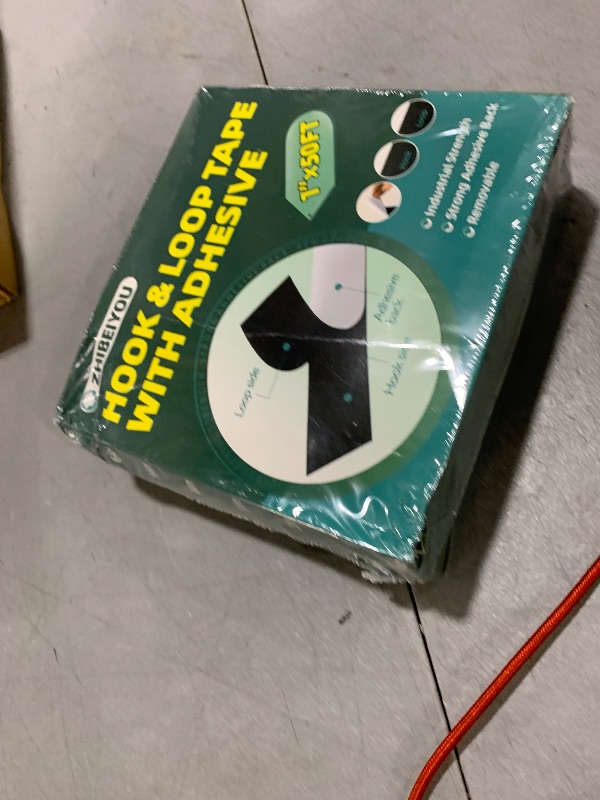 ZHIBEIYOU
HOOK & LOOP TAPE
WITH ADHESIVE
1"x50FT
Industrial Strength
Strong Adhesive Back
Removable
Adhesive
back
Loop side
Hook side